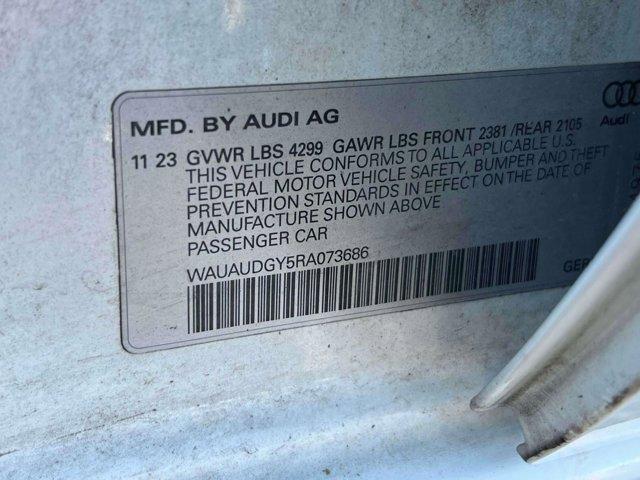 MFD. BY AUDI AG
Audi
11 23 GVWR LBS 4299 GAWR LBS FRONT 2381 /REAR 2105
THIS VEHICLE CONFORMS TO ALL APPLICABLE U.S.
FEDERAL MOTOR VEHICLE SAFETY, BUMPER AND THEFT
PREVENTION STANDARDS IN EFFECT ON THE DATE OF
MANUFACTURE SHOWN ABOVE
PASSENGER CAR
WAUAUDGY5RA073686
GER